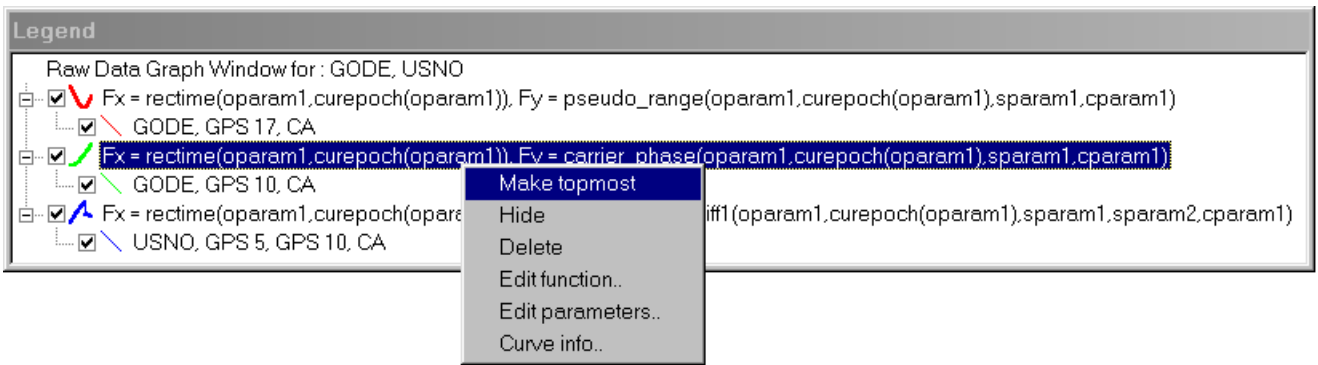 Legend
Raw Data Graph Window for : GODE, USNO
Fx = rectime(oparam1,curepoch(oparam1)), Fy = pseudo_range(oparam1,curepoch(oparam1),sparam1,cparam1)
GODE, GPS 17, CA
Fx = rectime(oparam1,curepoch(oparam1)), Fy = carrier_phase(oparam1,curepoch(oparam1),sparam1,cparam1)
GODE, GPS 10, CA
Fx = rectime(oparam1,curepoch(opara iff1(oparam1,curepoch(oparam1),sparam1,sparam2,cparam1)
USNO, GPS 5, GPS 10, CA
Make topmost
Hide
Delete
Edit function..
Edit parameters..
Curve info..